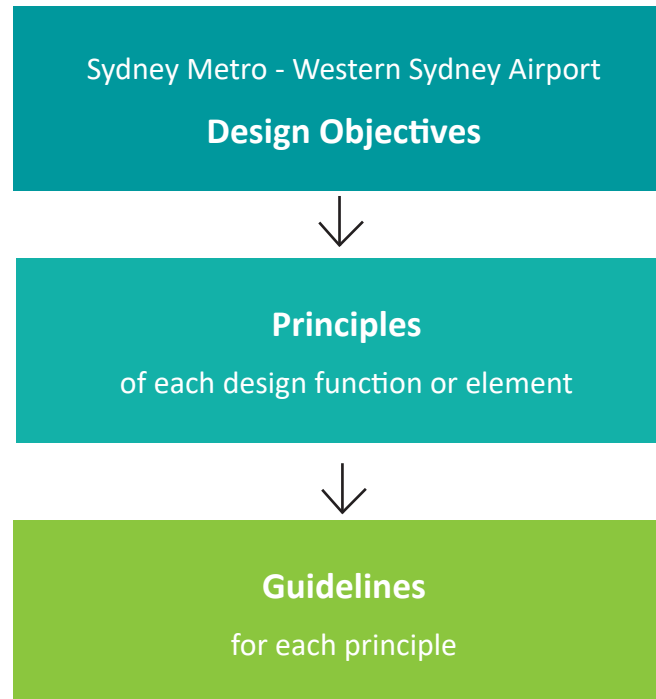 Sydney Metro - Western Sydney Airport
Design Objectives
Principles
of each design function or element
Guidelines
for each principle